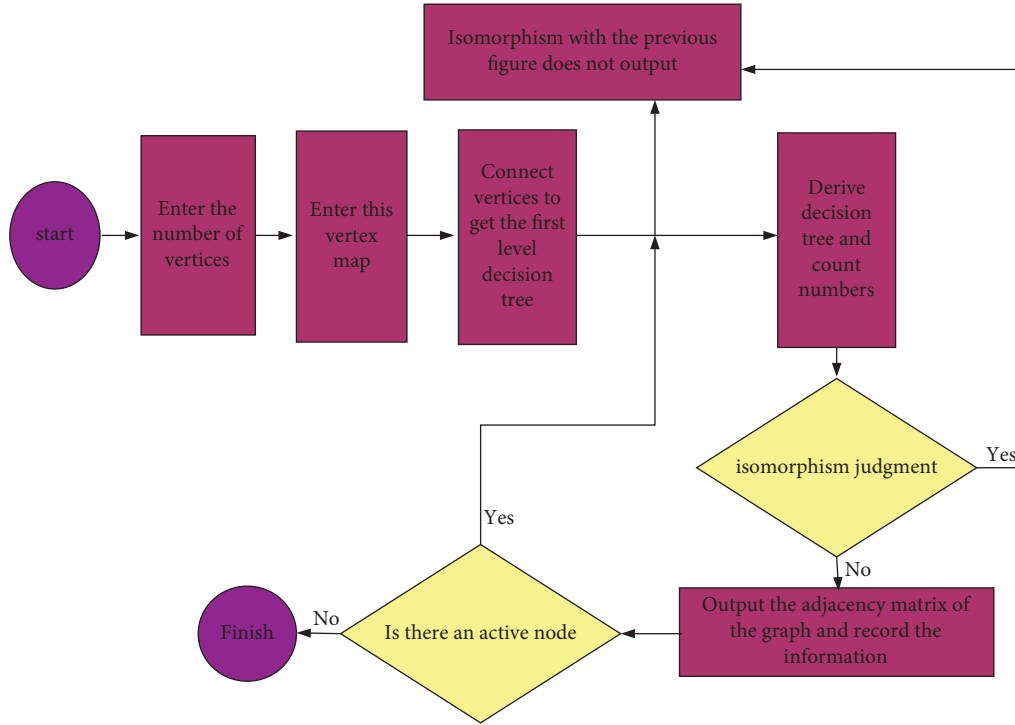 Isomorphism with the previous
figure does not output
start
Enter the
number of
vertices
Enter this
vertex
map
Connect
vertices to
get the first
level
decision
tree
Derive
decision
tree and
count
numbers
isomorphism judgment
Yes
No
Output the adjacency matrix of
the graph and record the
information
Is there an active node
Yes
No
Finish